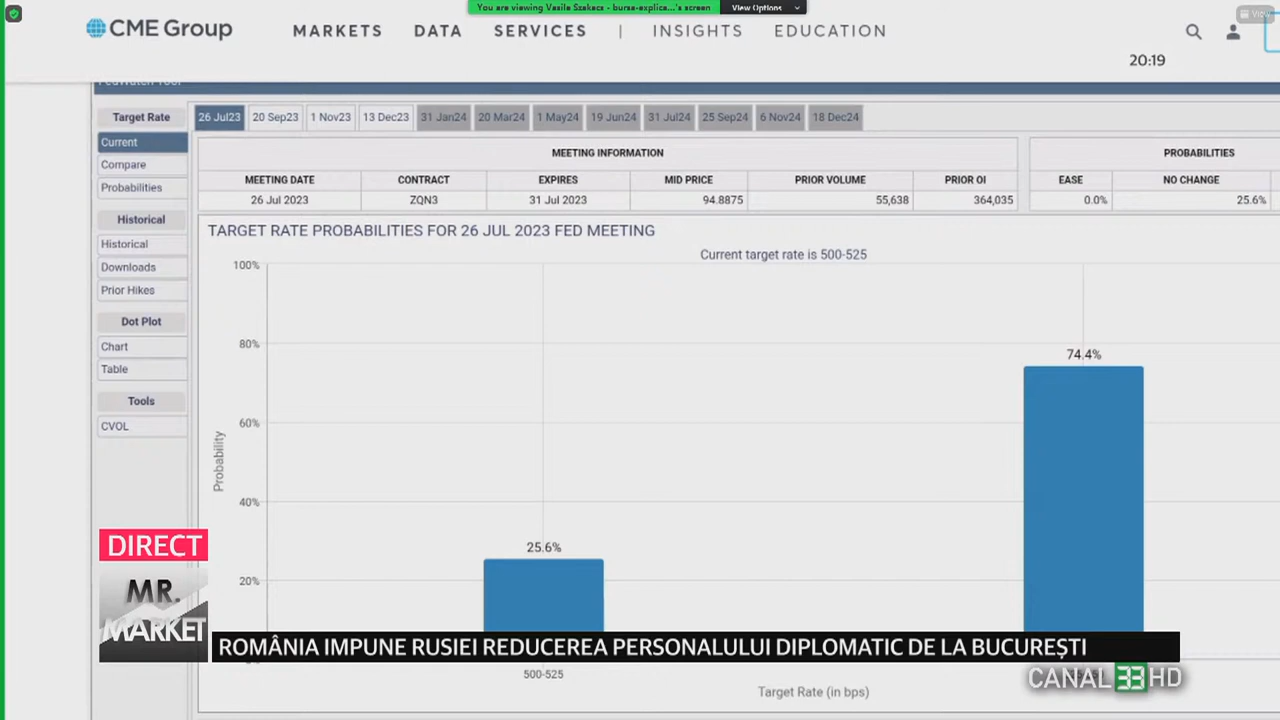 You are viewing Vasile Szakacs - bursa-explica...'s screen View Options
View
CME Group MARKETS DATA SERVICES | INSIGHTS EDUCATION
20:19
FedWatch Tool
Target Rate
Current
Compare
Probabilities
Historical
Historical
Downloads
Prior Hikes
Dot Plot
Chart
Table
Tools
CVOL
26 Jul23 20 Sep23 1 Nov23 13 Dec23 31 Jan24 20 Mar24 1 May24 19 Jun24 31 Jul24 25 Sep24 6 Nov24 18 Dec24
MEETING INFORMATION
MEETING DATE CONTRACT EXPIRES MID PRICE PRIOR VOLUME PRIOR OI
26 Jul 2023 ZQN3 31 Jul 2023 94.8875 55,638 364,035
PROBABILITIES
EASE NO CHANGE
0.0% 25.6%
TARGET RATE PROBABILITIES FOR 26 JUL 2023 FED MEETING
Current target rate is 500-525
100%
80%
60%
40%
20%
Probability
74.4%
25.6%
500-525
Target Rate (in bps)
DIRECT
MR.
MARKET
ROMÂNIA IMPUNE RUSIEI REDUCEREA PERSONALULUI DIPLOMATIC DE LA BUCUREȘTI
CANAL 33 HD